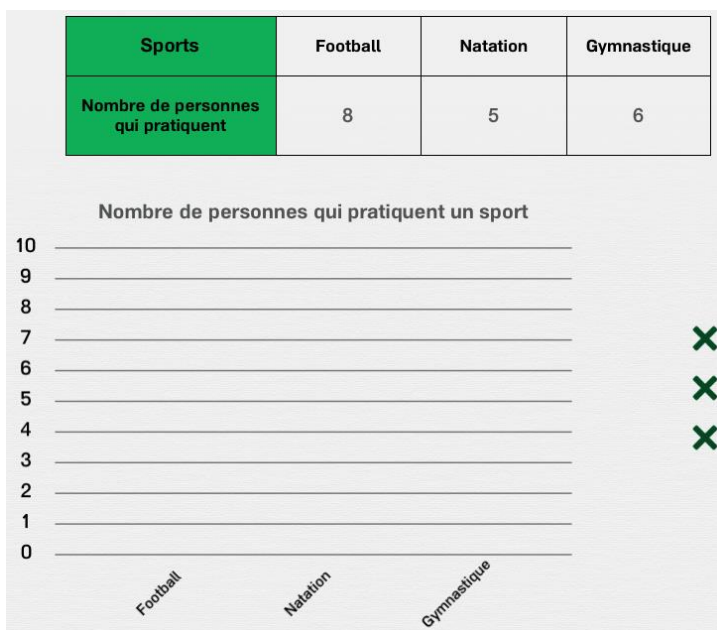 Sports Football Natation Gymnastique
Nombre de personnes
qui pratiquent
8 5 6
Nombre de personnes qui pratiquent un sport
10
9
8
7
6
5
4
3
2
1
0
Football Natation Gymnastique